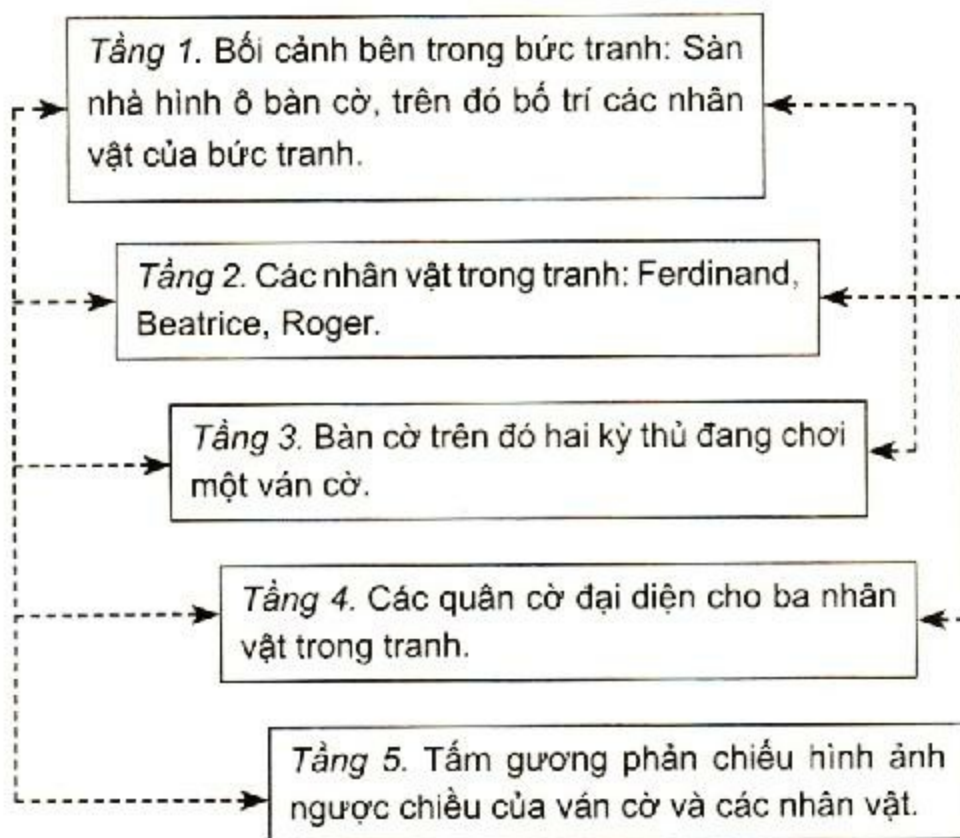 Tầng 1. Bối cảnh bên trong bức tranh: Sàn
nhà hình ô bàn cờ, trên đó bố trí các nhân
vật của bức tranh.
Tầng 2. Các nhân vật trong tranh: Ferdinand,
Beatrice, Roger.
Tầng 3. Bàn cờ trên đó hai kỳ thủ đang chơi
một ván cờ.
Tầng 4. Các quân cờ đại diện cho ba nhân
vật trong tranh.
Tầng 5. Tấm gương phản chiếu hình ảnh
ngược chiều của ván cờ và các nhân vật.